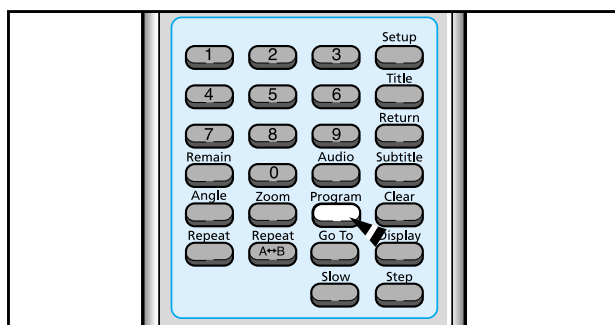 Setup
1 2 3
Title
4 5 6
Return
7 8 9
Remain Audio Subtitle
0
Angle Zoom Program Clear
Repeat Repeat Go To Display
A↔B
Slow Step